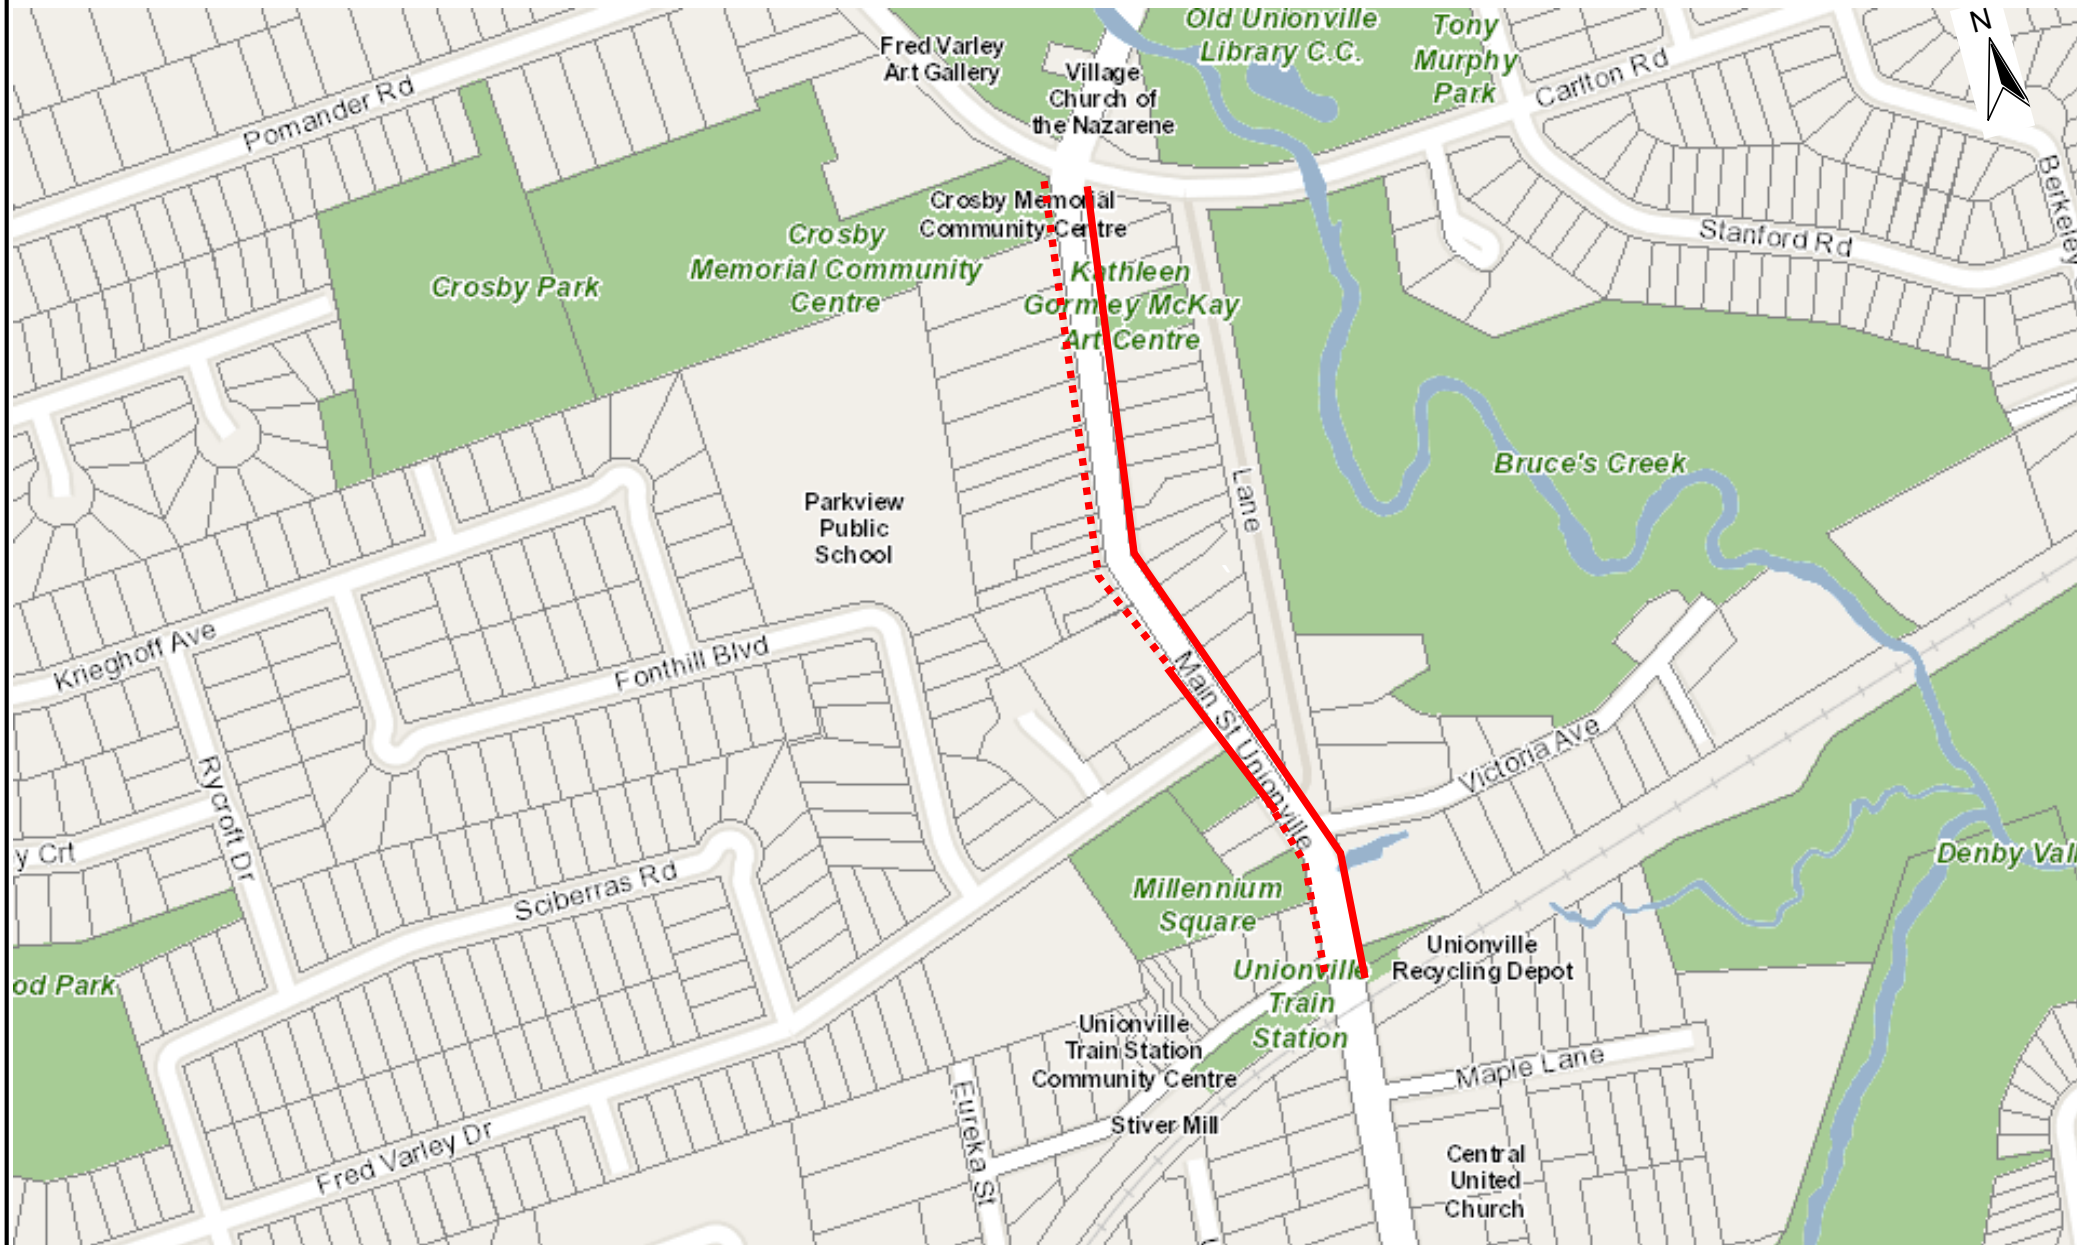 N
Old Unionville
Library C.C.
Tony
Murphy
Park
Fred Varley
Art Gallery
Village
Church of
the Nazarene
Carlton Rd
Pomander Rd
Berkeley
Crosby Memorial
Community Centre
Crosby
Memorial Community
Centre
Stanford Rd
Crosby Park
Kathleen
Gormley McKay
Art Centre
Lane
Bruce's Creek
Parkview
Public
School
Krieghoff Ave
Fonthill Blvd
Main St Unionville
Victoria Ave
Rycroft Dr
y Crt
Sciberras Rd
Millennium
Square
Denby Vall
od Park
Unionville
Recycling Depot
Unionville
Train
Station
Unionville
Train Station
Community Centre
Maple Lane
Stiver Mill
Eureka St
Fred Varley Dr
Central
United
Church